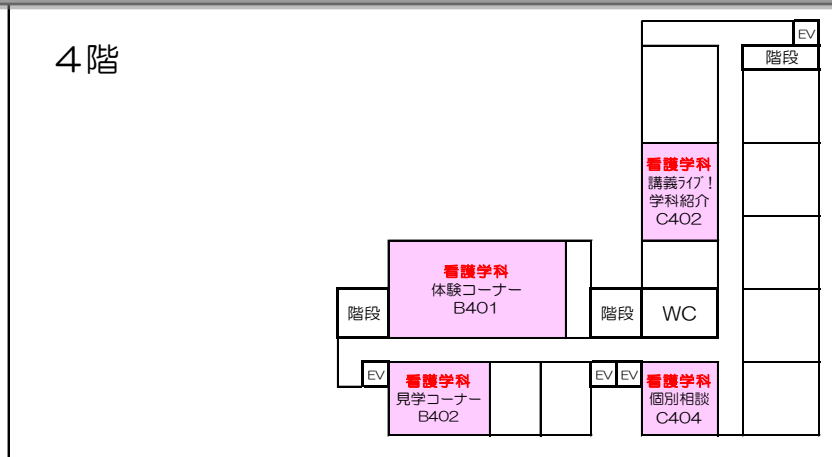 4階
EV
階段
看護学科
講義ライブ!
学科紹介
C402
看護学科
体験コーナー
B401
階段
階段
WC
EV
看護学科
見学コーナー
B402
EV
EV
看護学科
個別相談
C404